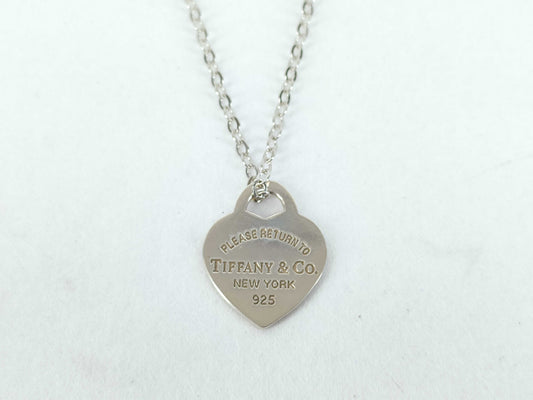 PLEASE RETURN TO
TIFFANY & CO.
NEW YORK
925